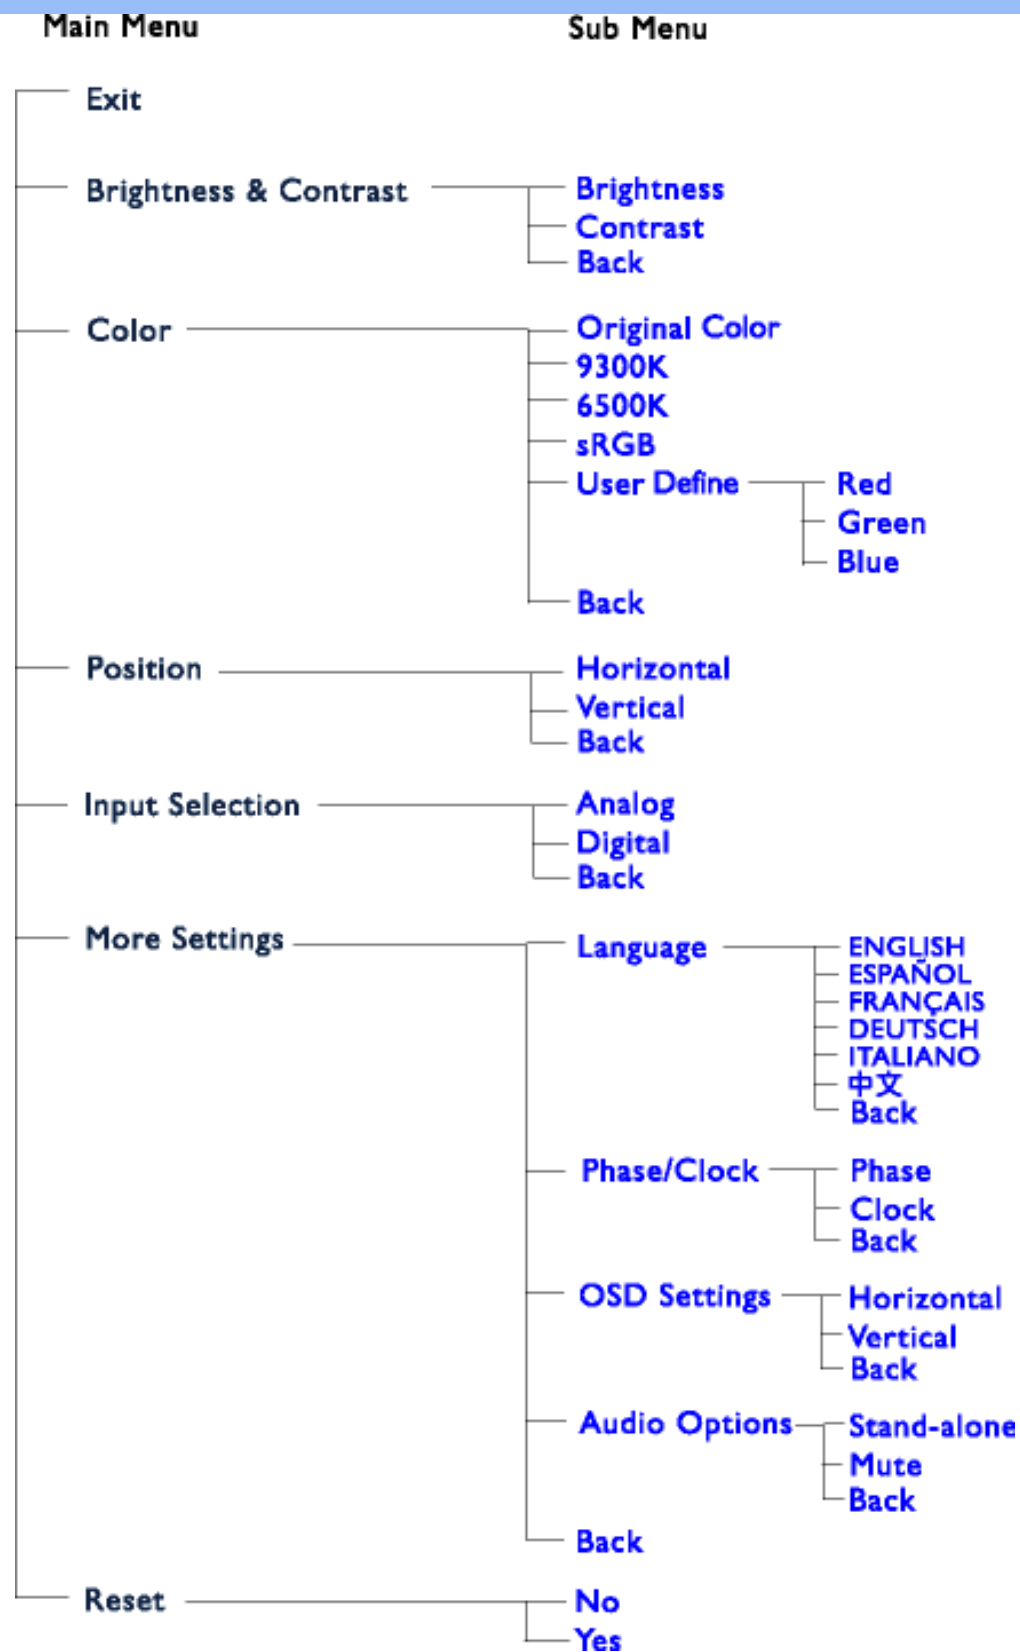 Main Menu
Sub Menu
Exit
Brightness & Contrast
Brightness
Contrast
Back
Color
Original Color
9300K
6500K
sRGB
User Define
Red
Green
Blue
Back
Position
Horizontal
Vertical
Back
Input Selection
Analog
Digital
Back
More Settings
Language
ENGLISH
ESPAÑOL
FRANÇAIS
DEUTSCH
ITALIANO
中文
Back
Phase/Clock
Phase
Clock
Back
OSD Settings
Horizontal
Vertical
Back
Audio Options
Stand-alone
Mute
Back
Back
Reset
No
Yes